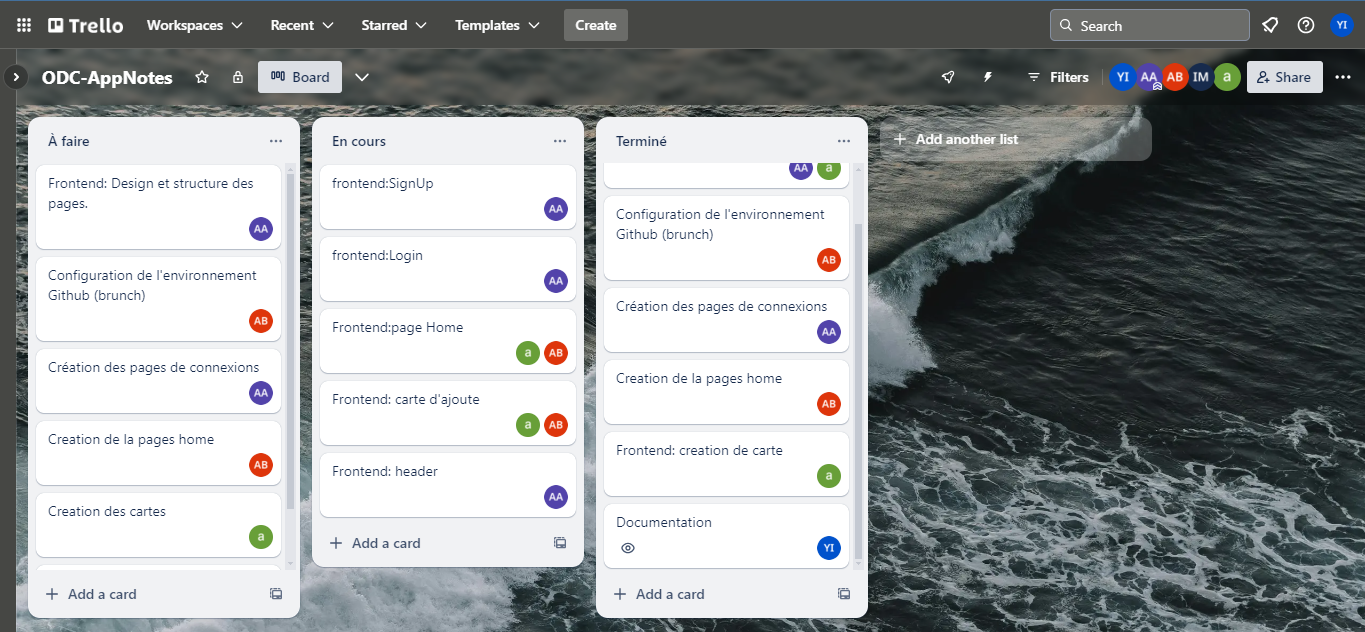 Trello
Workspaces
Recent
Starred
Templates
Create
Search
YI
ODC-AppNotes
Board
Filters
YI
AA
AB
IM
a
Share
À faire
Frontend: Design et structure des
pages.
AA
Configuration de l'environnement
Github (brunch)
AB
Création des pages de connexions
AA
Creation de la pages home
AB
Creation des cartes
a
Add a card
En cours
frontend:SignUp
AA
frontend:Login
AA
Frontend:page Home
a AB
Frontend: carte d'ajoute
a AB
Frontend: header
AA
Add a card
Terminé
AA a
Configuration de l'environnement
Github (brunch)
AB
Création des pages de connexions
AA
Creation de la pages home
AB
Frontend: creation de carte
a
Documentation
YI
Add a card
Add another list